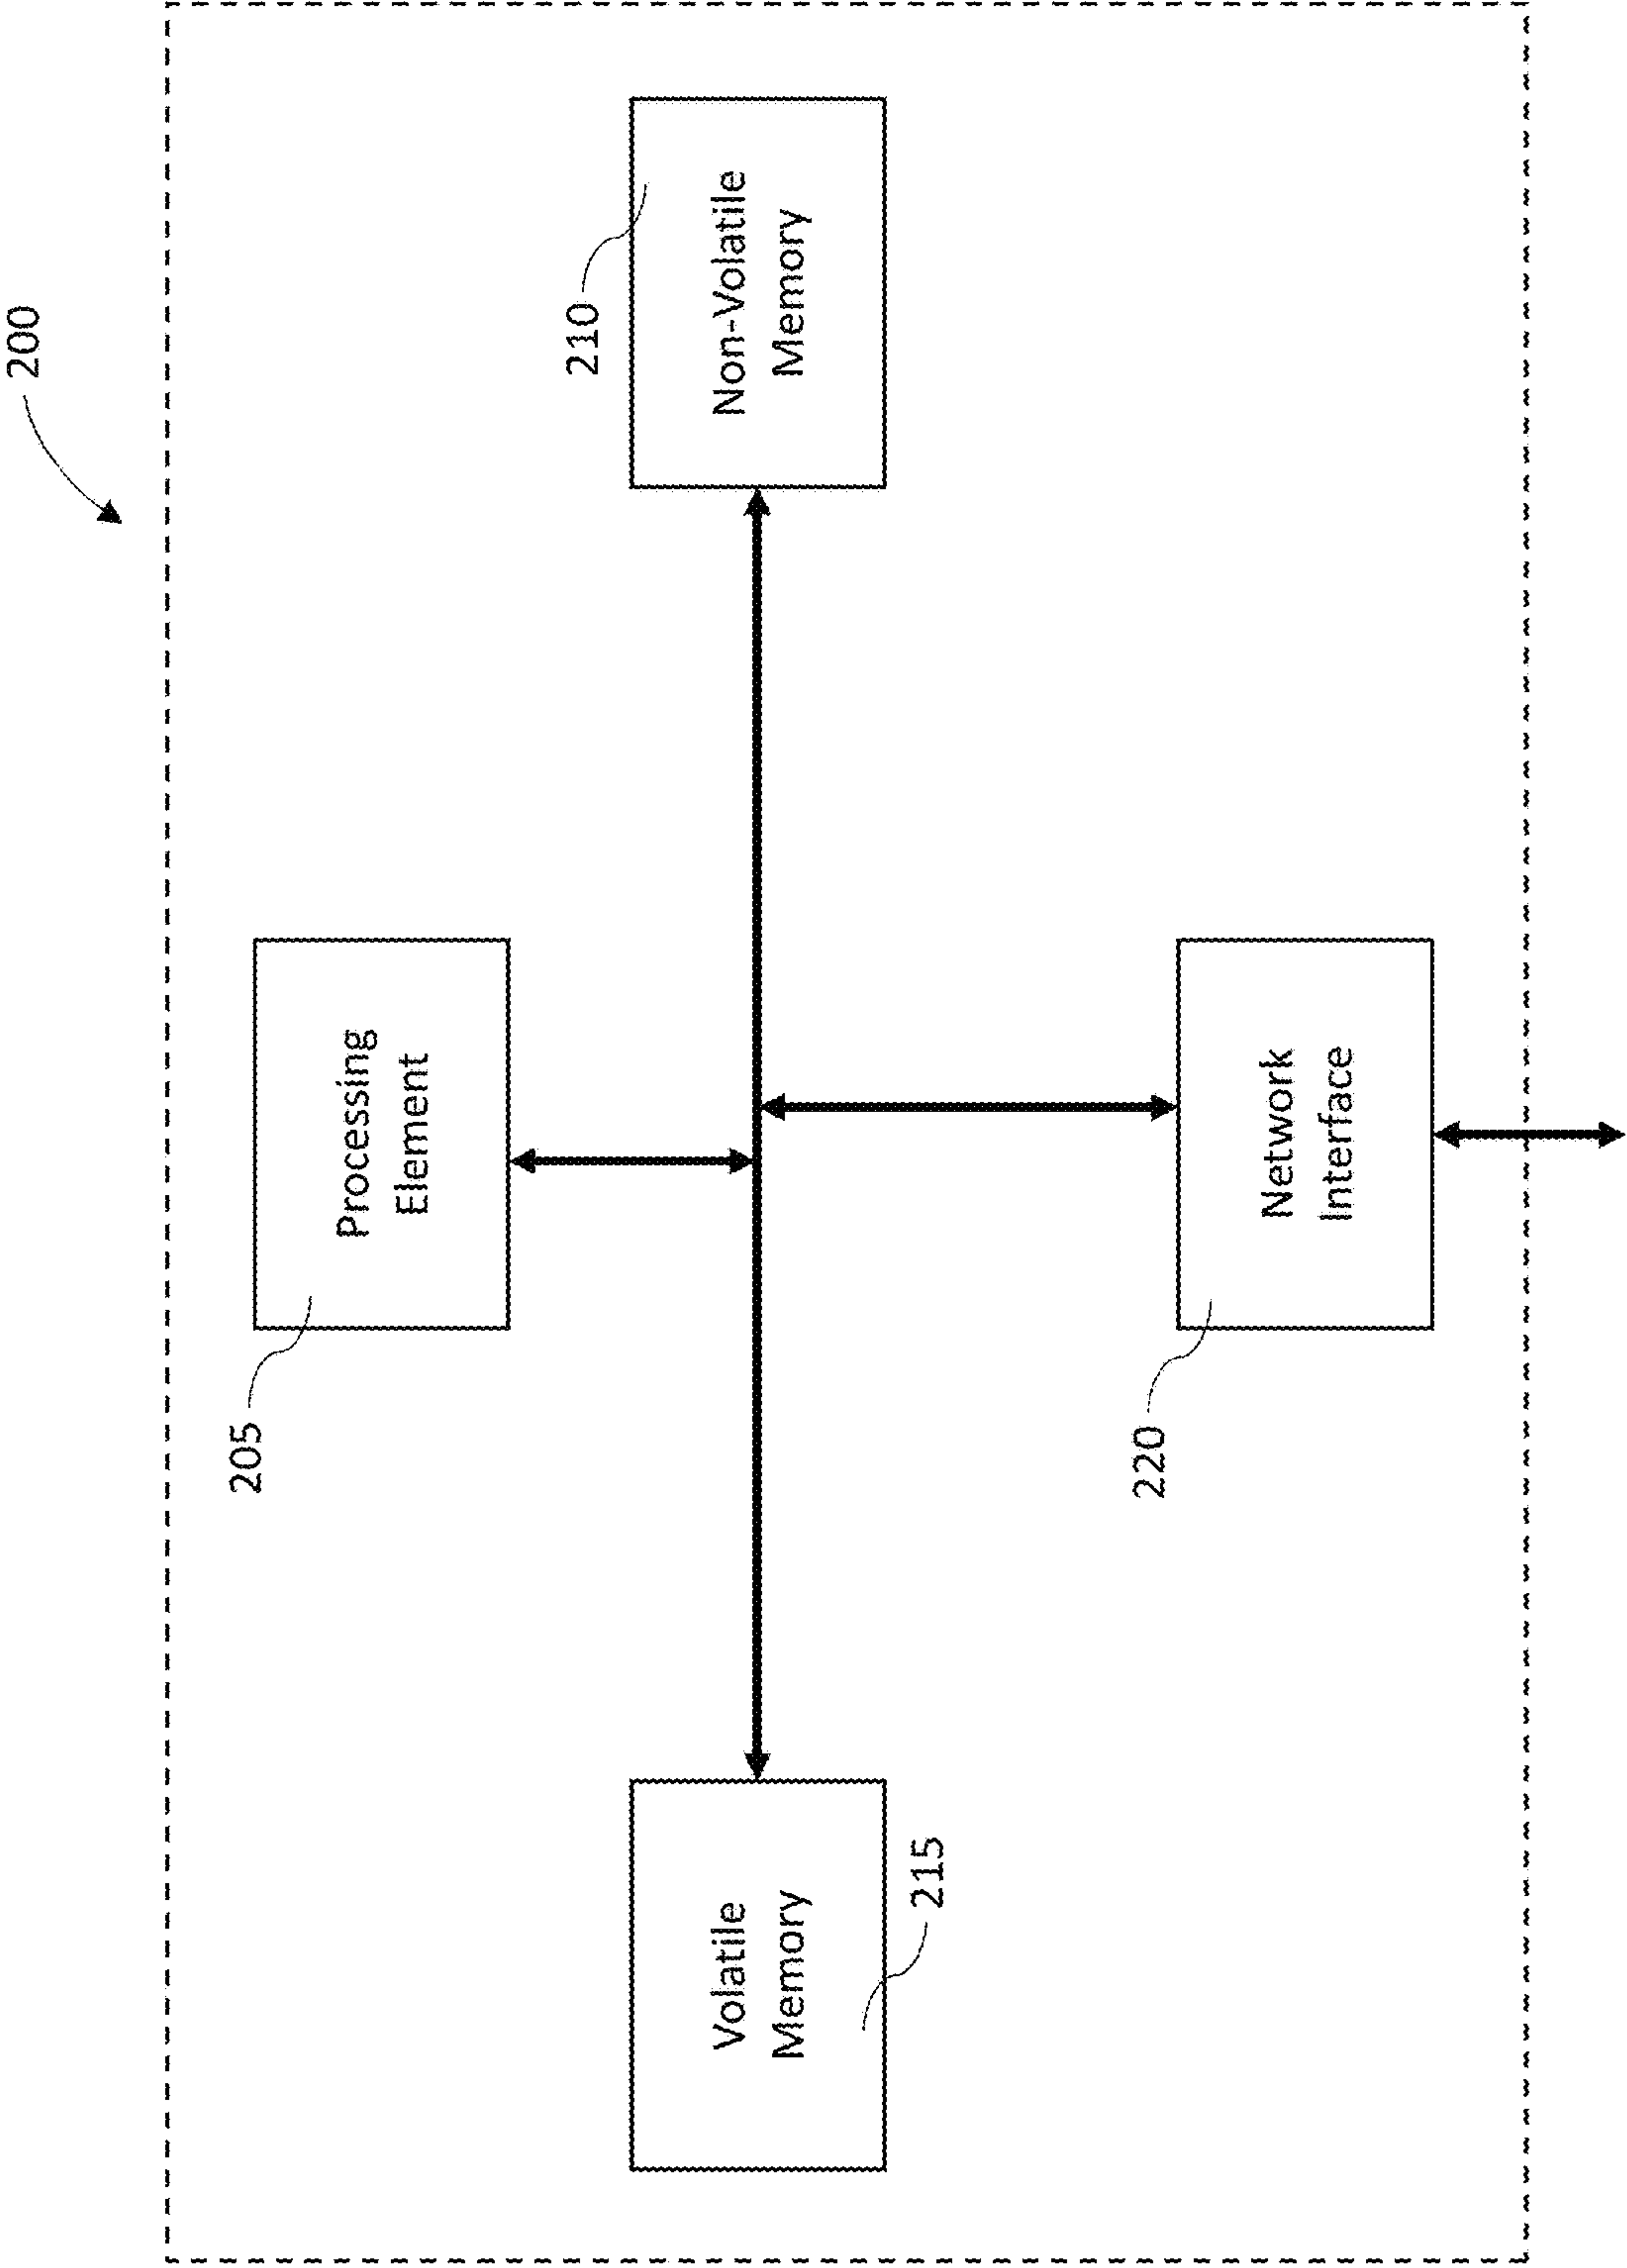 200
Processing
Element
205
Non-Volatile
Memory
210
Volatile
Memory
215
Network
Interface
220